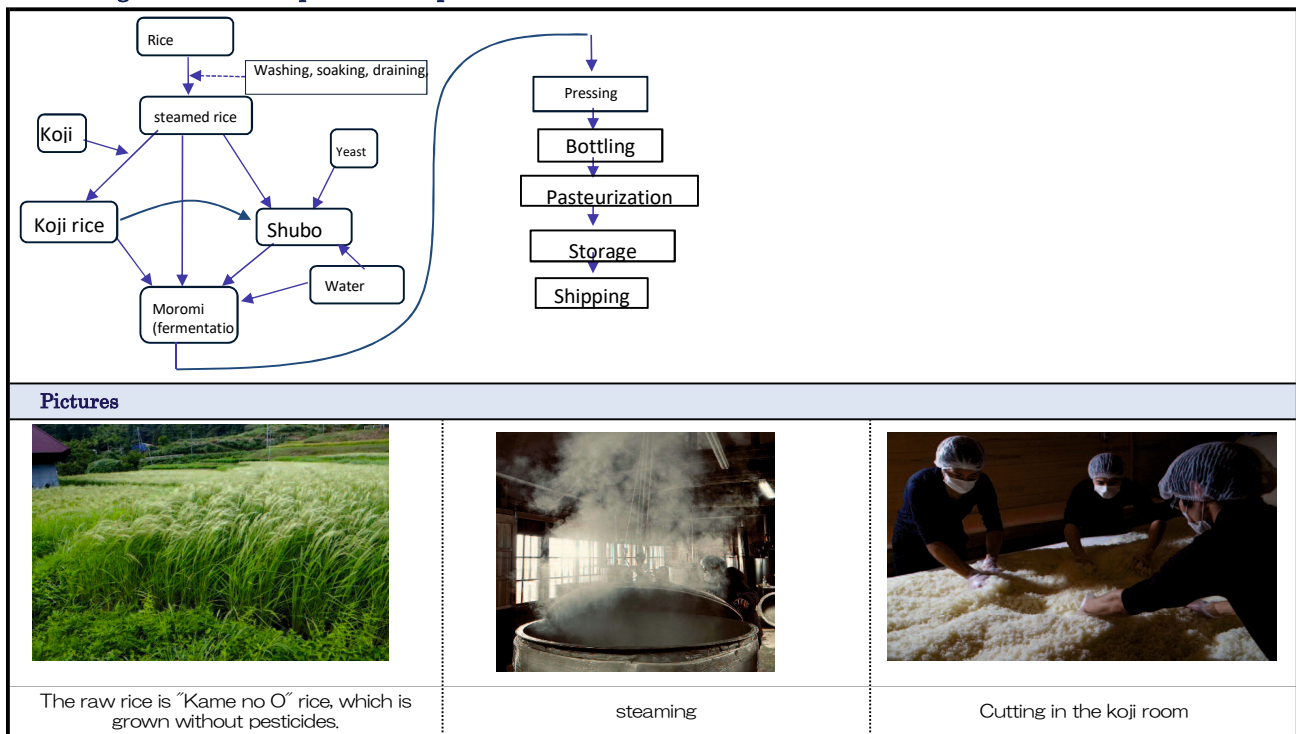 Rice
Washing, soaking, draining,
steamed rice
Koji
Yeast
Koji rice
Shubo
Water
Moromi
(fermentatio
Pressing
Bottling
Pasteurization
Storage
Shipping
Pictures
The raw rice is "Kame no O" rice, which is
grown without pesticides.
steaming
Cutting in the koji room